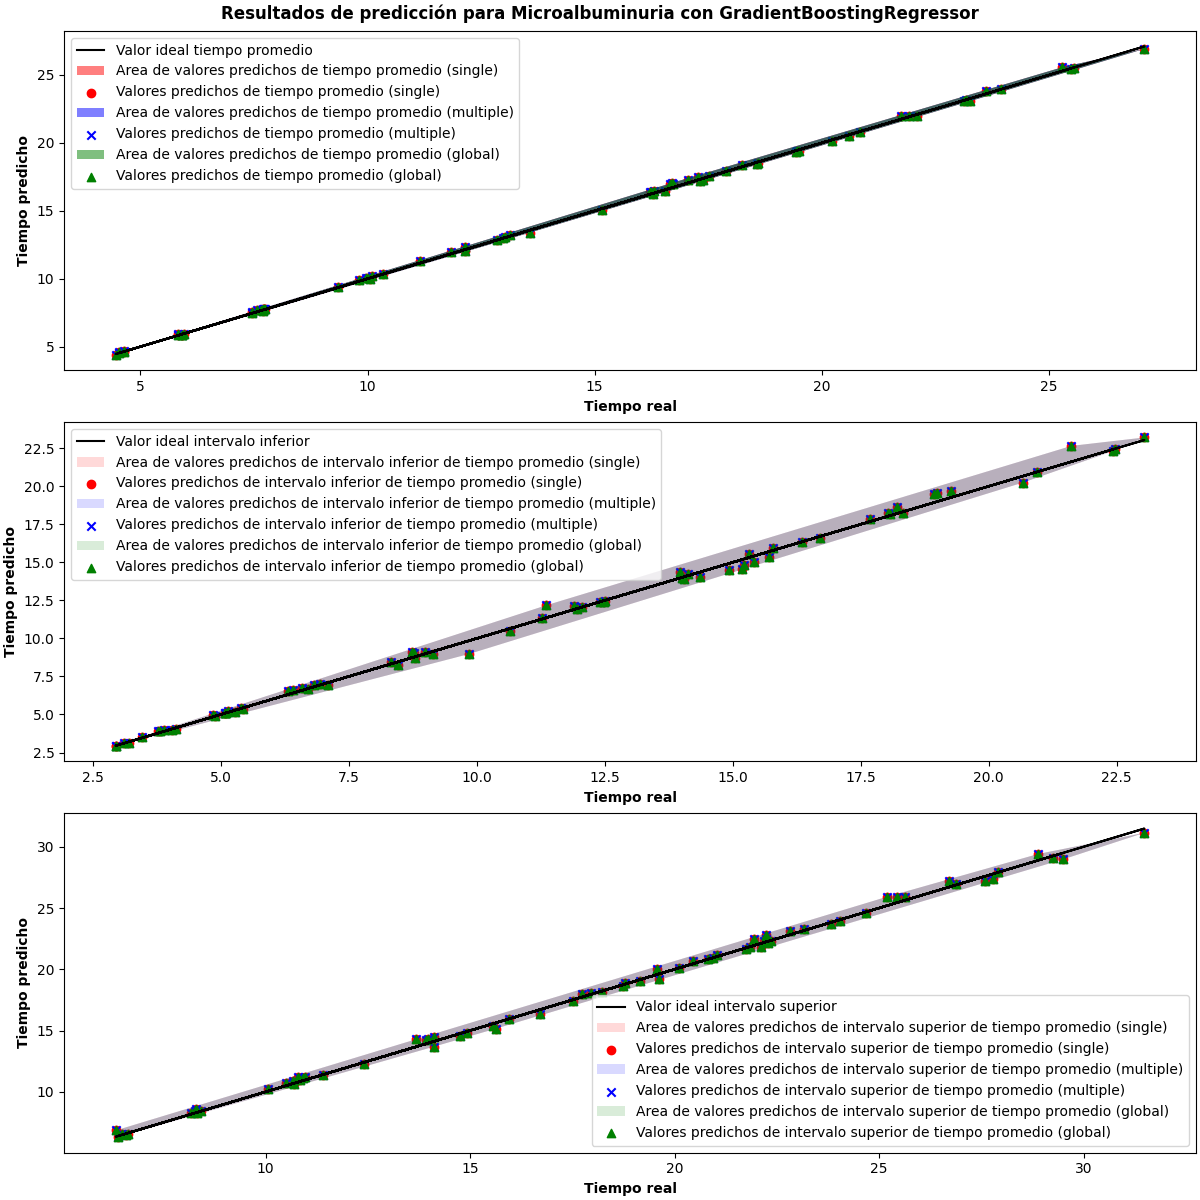 Resultados de predicción para Microalbuminuria con GradientBoostingRegressor
Valor ideal tiempo promedio
Area de valores predichos de tiempo promedio (single)
Valores predichos de tiempo promedio (single)
Area de valores predichos de tiempo promedio (multiple)
Valores predichos de tiempo promedio (multiple)
Area de valores predichos de tiempo promedio (global)
Valores predichos de tiempo promedio (global)
Tiempo predicho
25
20
15
10
5
5 10 15 20 25
Tiempo real
Valor ideal intervalo inferior
Area de valores predichos de intervalo inferior de tiempo promedio (single)
Valores predichos de intervalo inferior de tiempo promedio (single)
Area de valores predichos de intervalo inferior de tiempo promedio (multiple)
Valores predichos de intervalo inferior de tiempo promedio (multiple)
Area de valores predichos de intervalo inferior de tiempo promedio (global)
Valores predichos de intervalo inferior de tiempo promedio (global)
Tiempo predicho
22.5
20.0
17.5
15.0
12.5
10.0
7.5
5.0
2.5
2.5 5.0 7.5 10.0 12.5 15.0 17.5 20.0 22.5
Tiempo real
Tiempo predicho
30
25
20
15
10
Valor ideal intervalo superior
Area de valores predichos de intervalo superior de tiempo promedio (single)
Valores predichos de intervalo superior de tiempo promedio (single)
Area de valores predichos de intervalo superior de tiempo promedio (multiple)
Valores predichos de intervalo superior de tiempo promedio (multiple)
Area de valores predichos de intervalo superior de tiempo promedio (global)
Valores predichos de intervalo superior de tiempo promedio (global)
10 15 20 25 30
Tiempo real